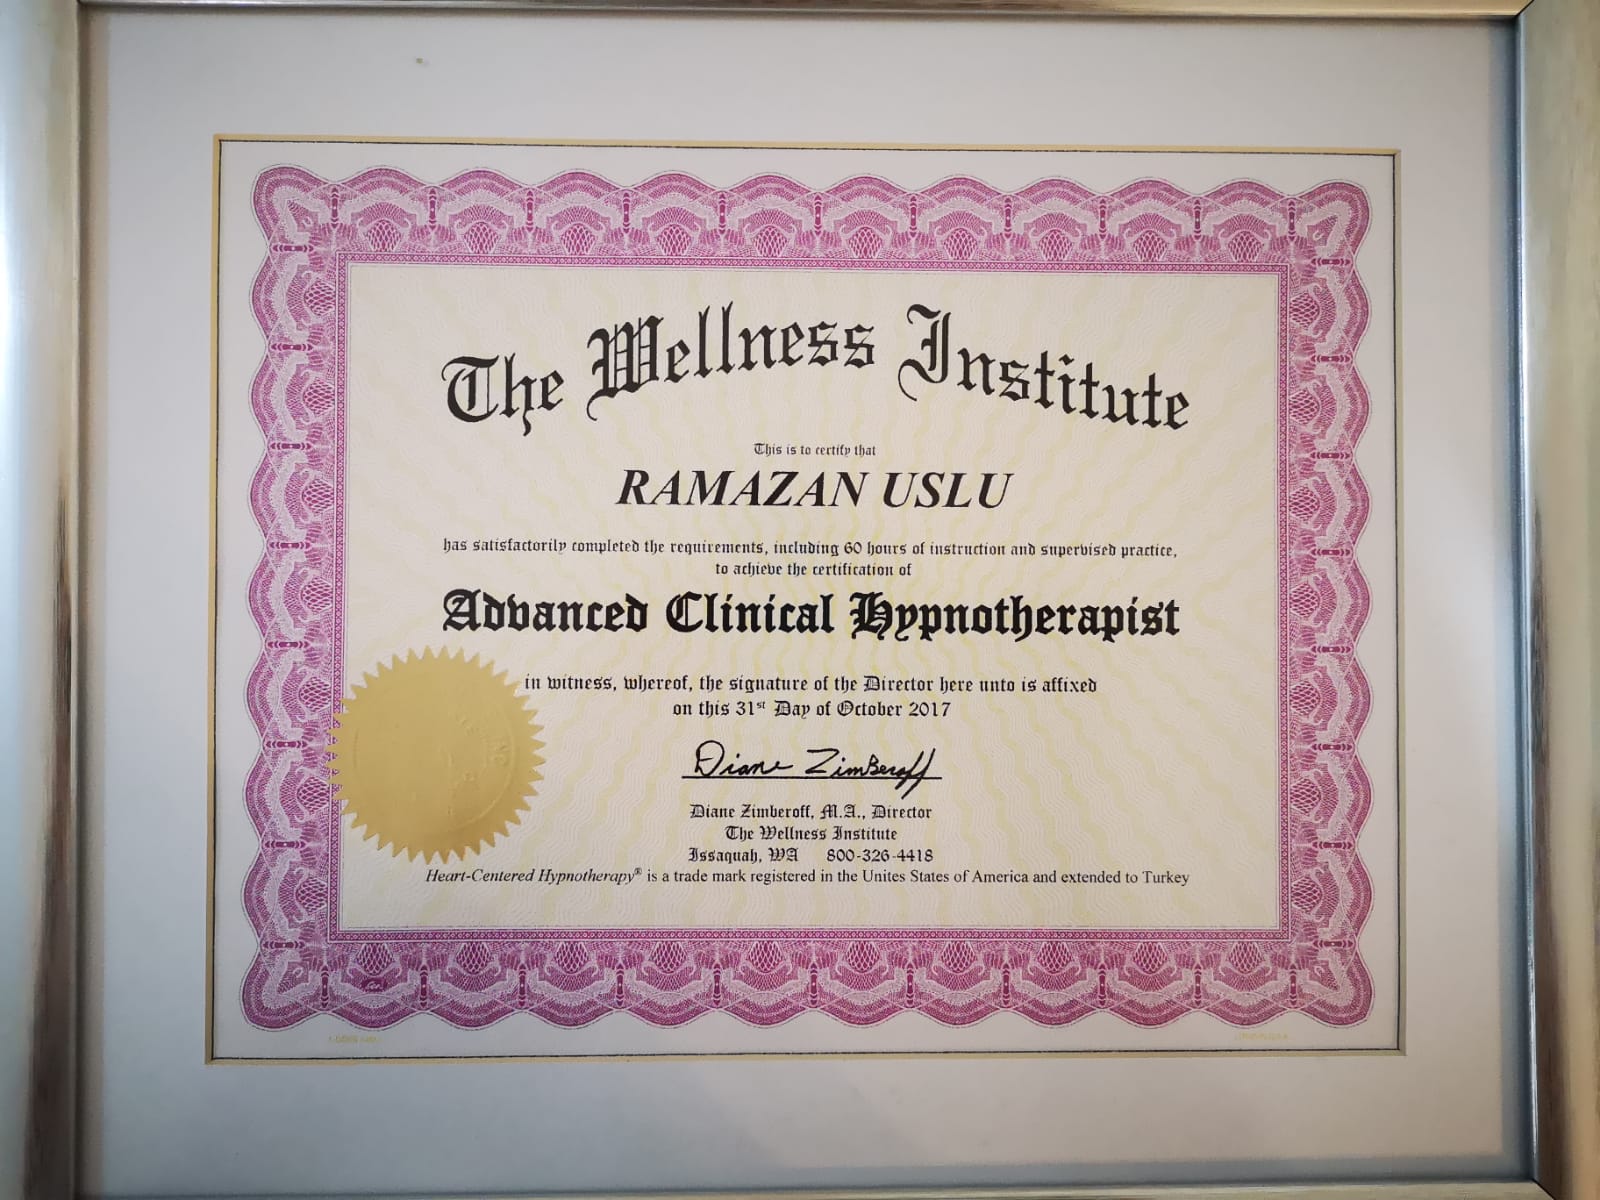 The Wellness Institute
This is to certify that
RAMAZAN USLU
has satisfactorily completed the requirements, including 60 hours of instruction and supervised practice,
to achieve the certification of
Advanced Clinical Hypnotherapist
in witness, whereof, the signature of the Director here unto is affixed
on this 31st Day of October 2017
Diane Zimberoff
Diane Zimberoff, M.A., Director
The Wellness Institute
Issaquah, WA 800-326-4418
Heart-Centered Hypnotherapy® is a trade mark registered in the Unites States of America and extended to Turkey